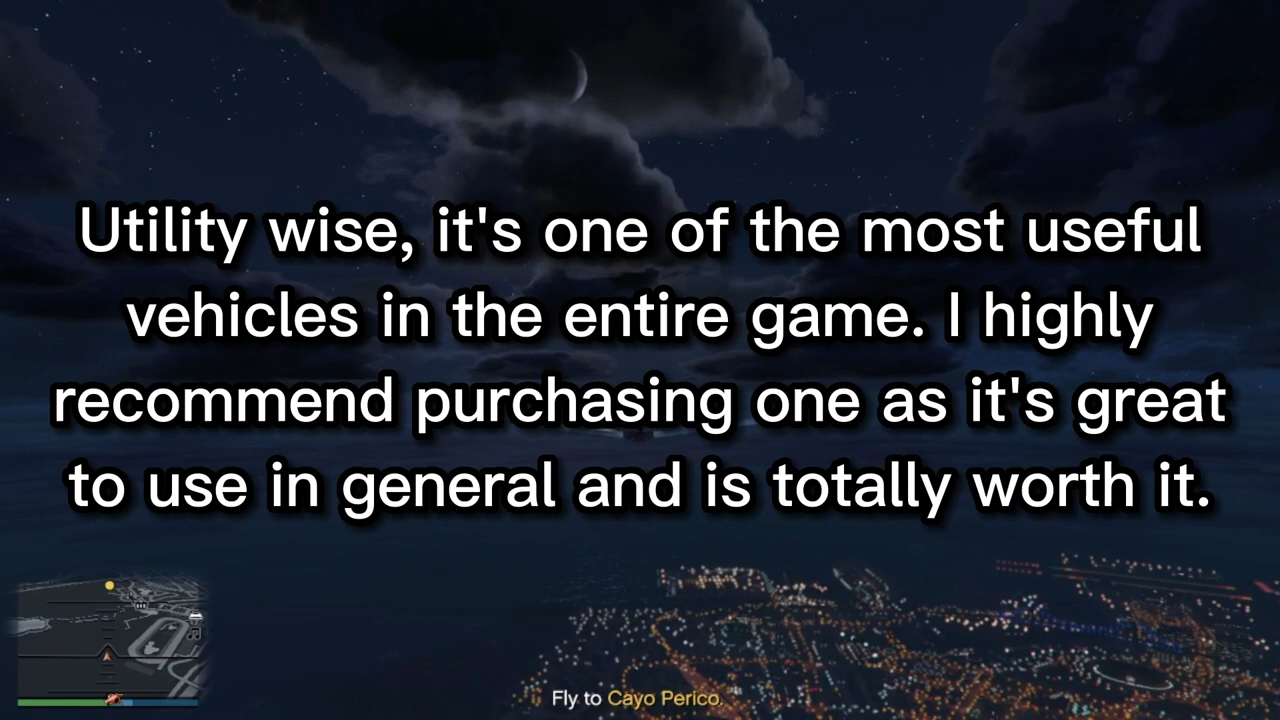 Utility wise, it's one of the most useful
vehicles in the entire game. I highly
recommend purchasing one as it's great
to use in general and is totally worth it.
Fly to Cayo Perico.